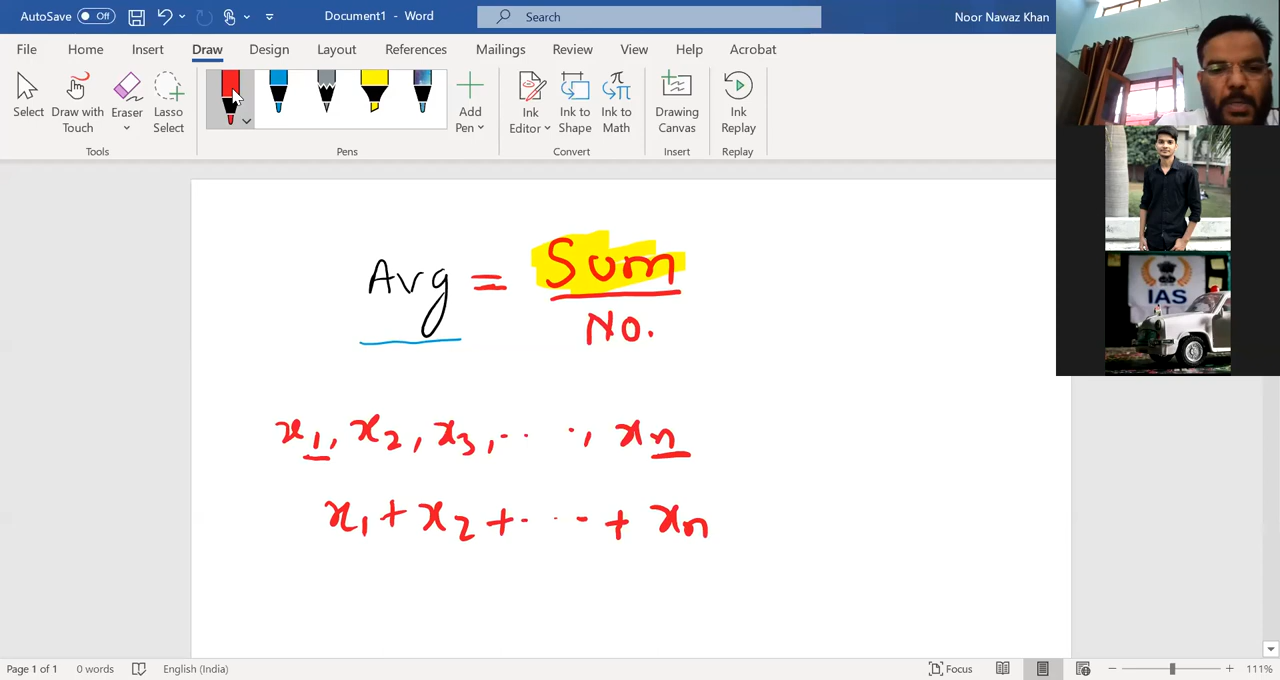 AutoSave Off Document1 - Word Search Noor Nawaz Khan
File Home Insert Draw Design Layout References Mailings Review View Help Acrobat
Select Draw with Touch Eraser Lasso Select Add Pen Ink Editor Ink to Shape Ink to Math Drawing Canvas Ink Replay
Tools Pens Convert Insert Replay
Avg = Sum / No.
x1, x2, x3, ....., xn
x1 + x2 + .... + xn
IAS
Page 1 of 1 0 words English (India) Focus 111%